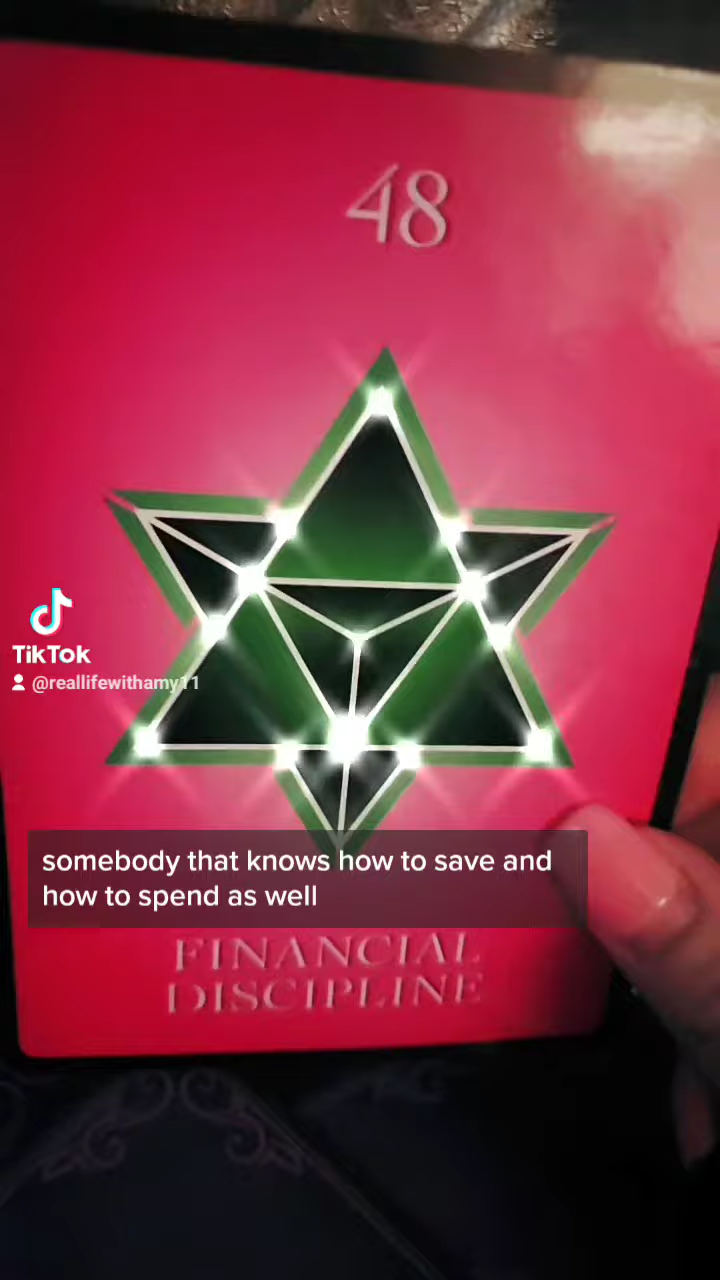 48
TikTok
@reallifewithamy11
somebody that knows how to save and
how to spend as well
FINANCIAL
DISCIPLINE